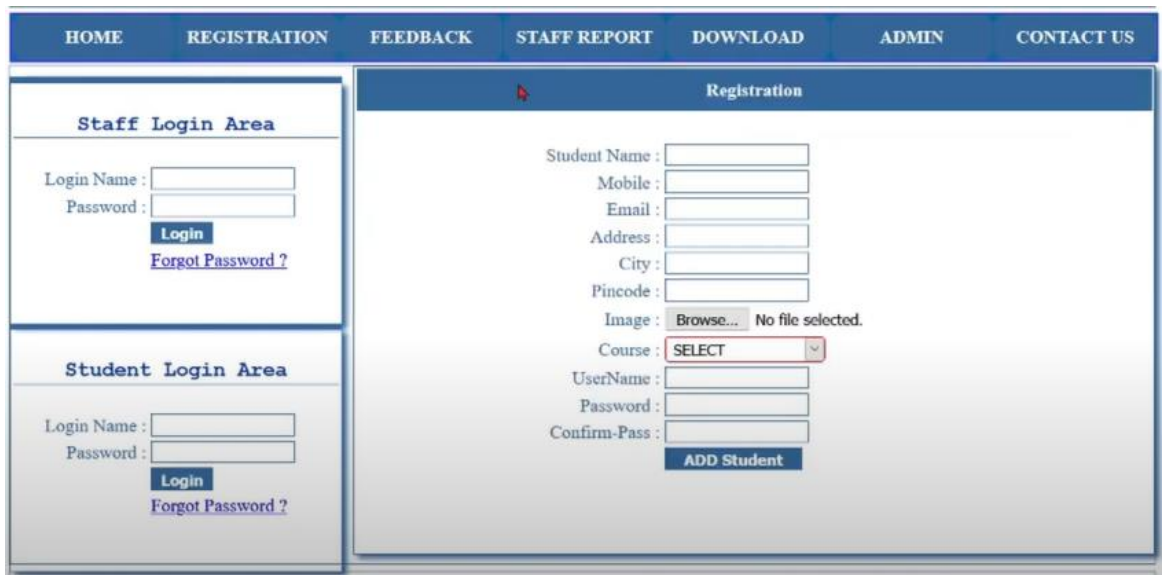 HOME REGISTRATION FEEDBACK STAFF REPORT DOWNLOAD ADMIN CONTACT US
Staff Login Area
Login Name :
Password :
Login
Forgot Password ?
Student Login Area
Login Name :
Password :
Login
Forgot Password ?
Registration
Student Name :
Mobile :
Email :
Address :
City :
Pincode :
Image : Browse... No file selected.
Course : SELECT
UserName :
Password :
Confirm-Pass :
ADD Student